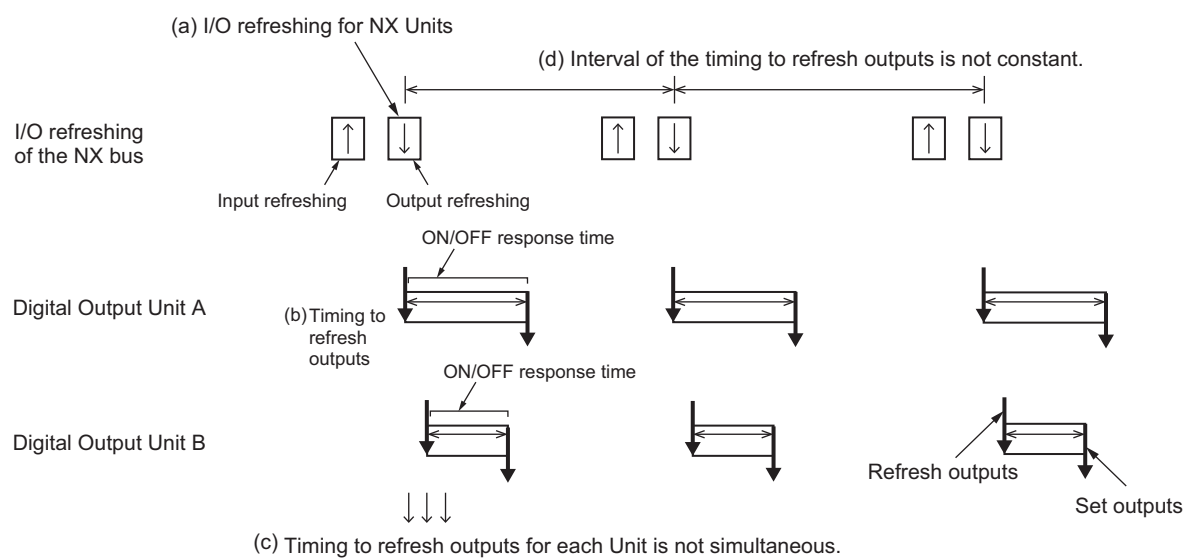 (a) I/O refreshing for NX Units
(d) Interval of the timing to refresh outputs is not constant.
I/O refreshing
of the NX bus
Input refreshing
Output refreshing
ON/OFF response time
Digital Output Unit A
(b) Timing to
refresh
outputs
ON/OFF response time
Digital Output Unit B
Refresh outputs
Set outputs
(c) Timing to refresh outputs for each Unit is not simultaneous.